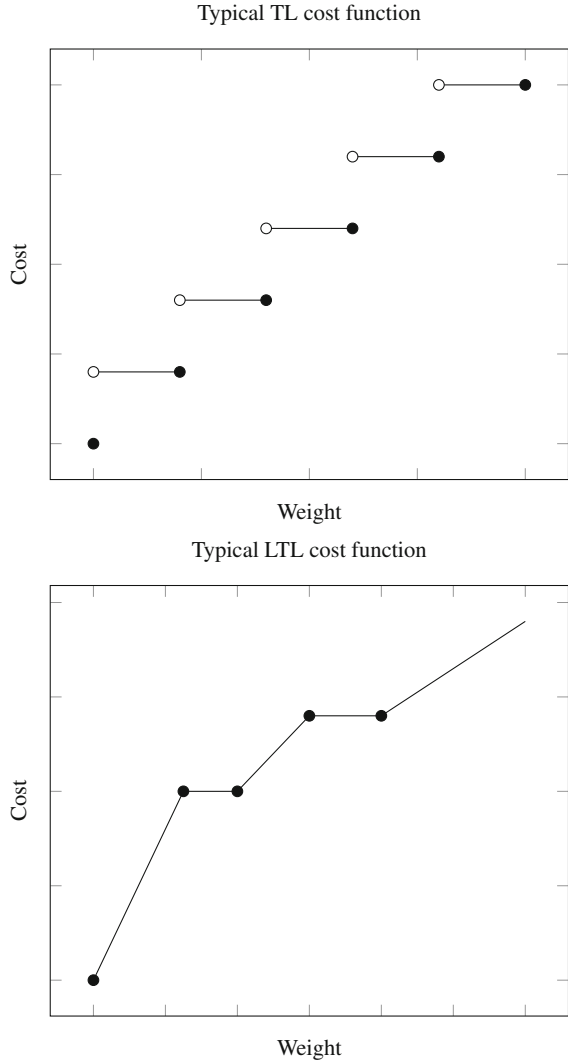 Typical TL cost function
Cost
Weight
Typical LTL cost function
Cost
Weight